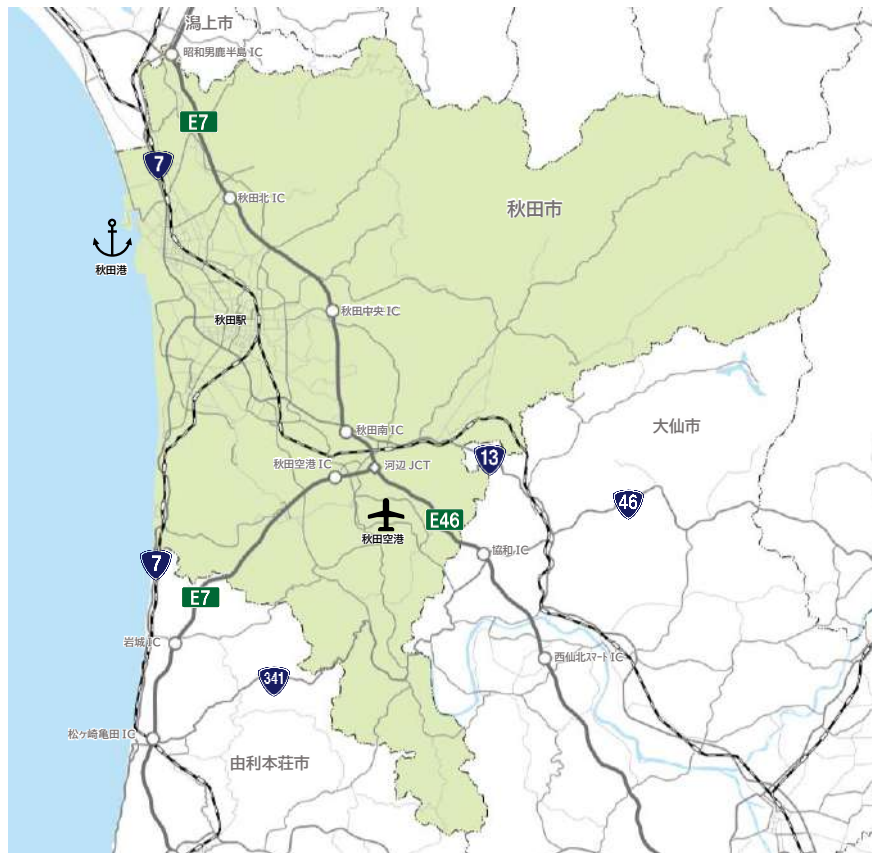 潟上市
昭和男鹿半島 IC
E7
7
秋田北 IC
秋田市
秋田港
秋田中央 IC
秋田駅
大仙市
秋田南 IC
13
秋田空港 IC
河辺 JCT
46
E46
秋田空港
協和 IC
7
E7
岩城 IC
西仙北スマート IC
341
松ヶ崎亀田 IC
由利本荘市